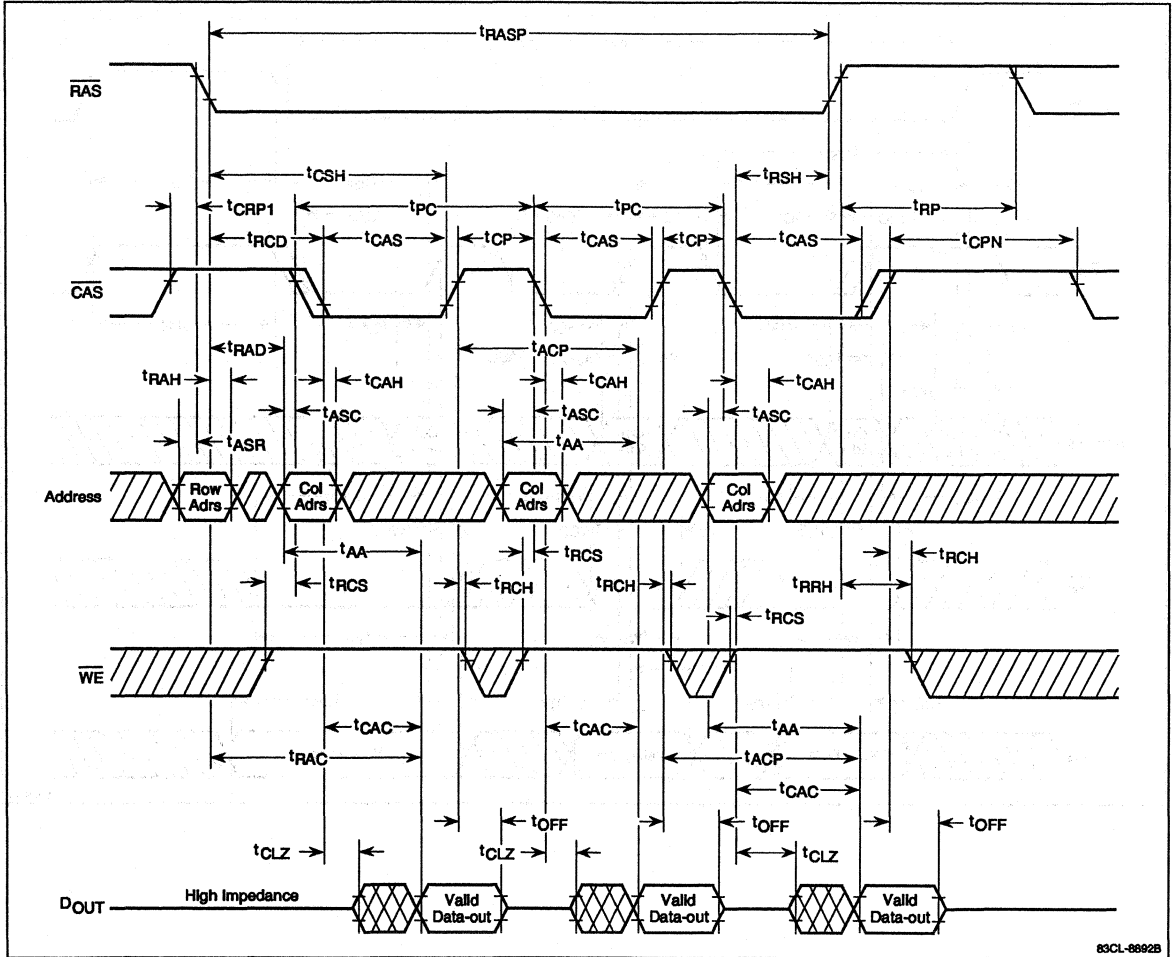 tRASP
RAS
tCSH
tRSH
tCRP1
tPC
tPC
tRP
tRCD
tCAS
tCP
tCAS
tCP
tCAS
tCPN
CAS
tRAD
tACP
tRAH
tCAH
tCAH
tCAH
tASC
tASC
tASC
tASR
tAA
Address
Row Adrs
Col Adrs
Col Adrs
Col Adrs
tAA
tRCS
tRCH
tRCS
tRCH
tRCH
tRRH
tRCS
WE
tCAC
tCAC
tAA
tRAC
tACP
tCAC
tOFF
tOFF
tOFF
tCLZ
tCLZ
tCLZ
DOUT
High Impedance
Valid Data-out
Valid Data-out
Valid Data-out
83CL-8892B